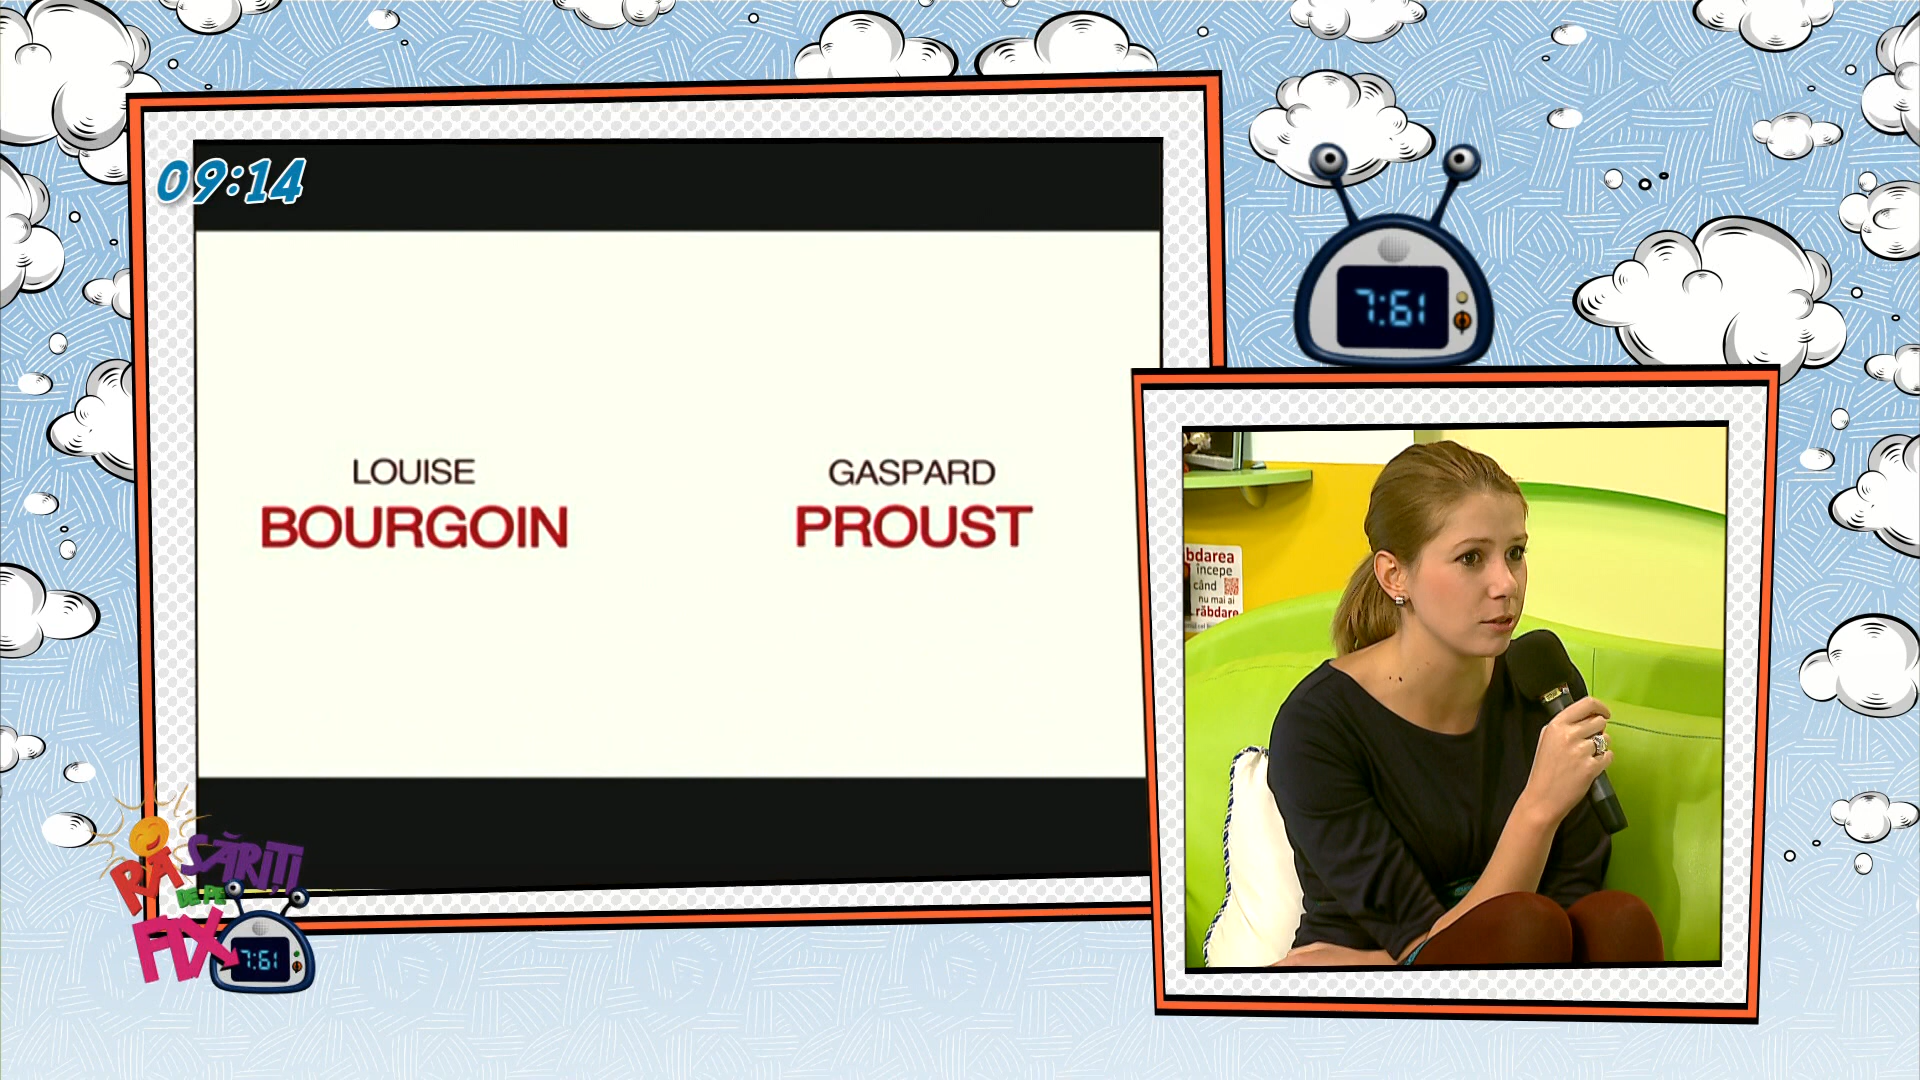 09:14
LOUISE
BOURGOIN
GASPARD
PROUST
7:61
bdarea
începe
când
nu mai ai
răbdare
RĂSĂRIȚI
DE PE
FIX
7:61